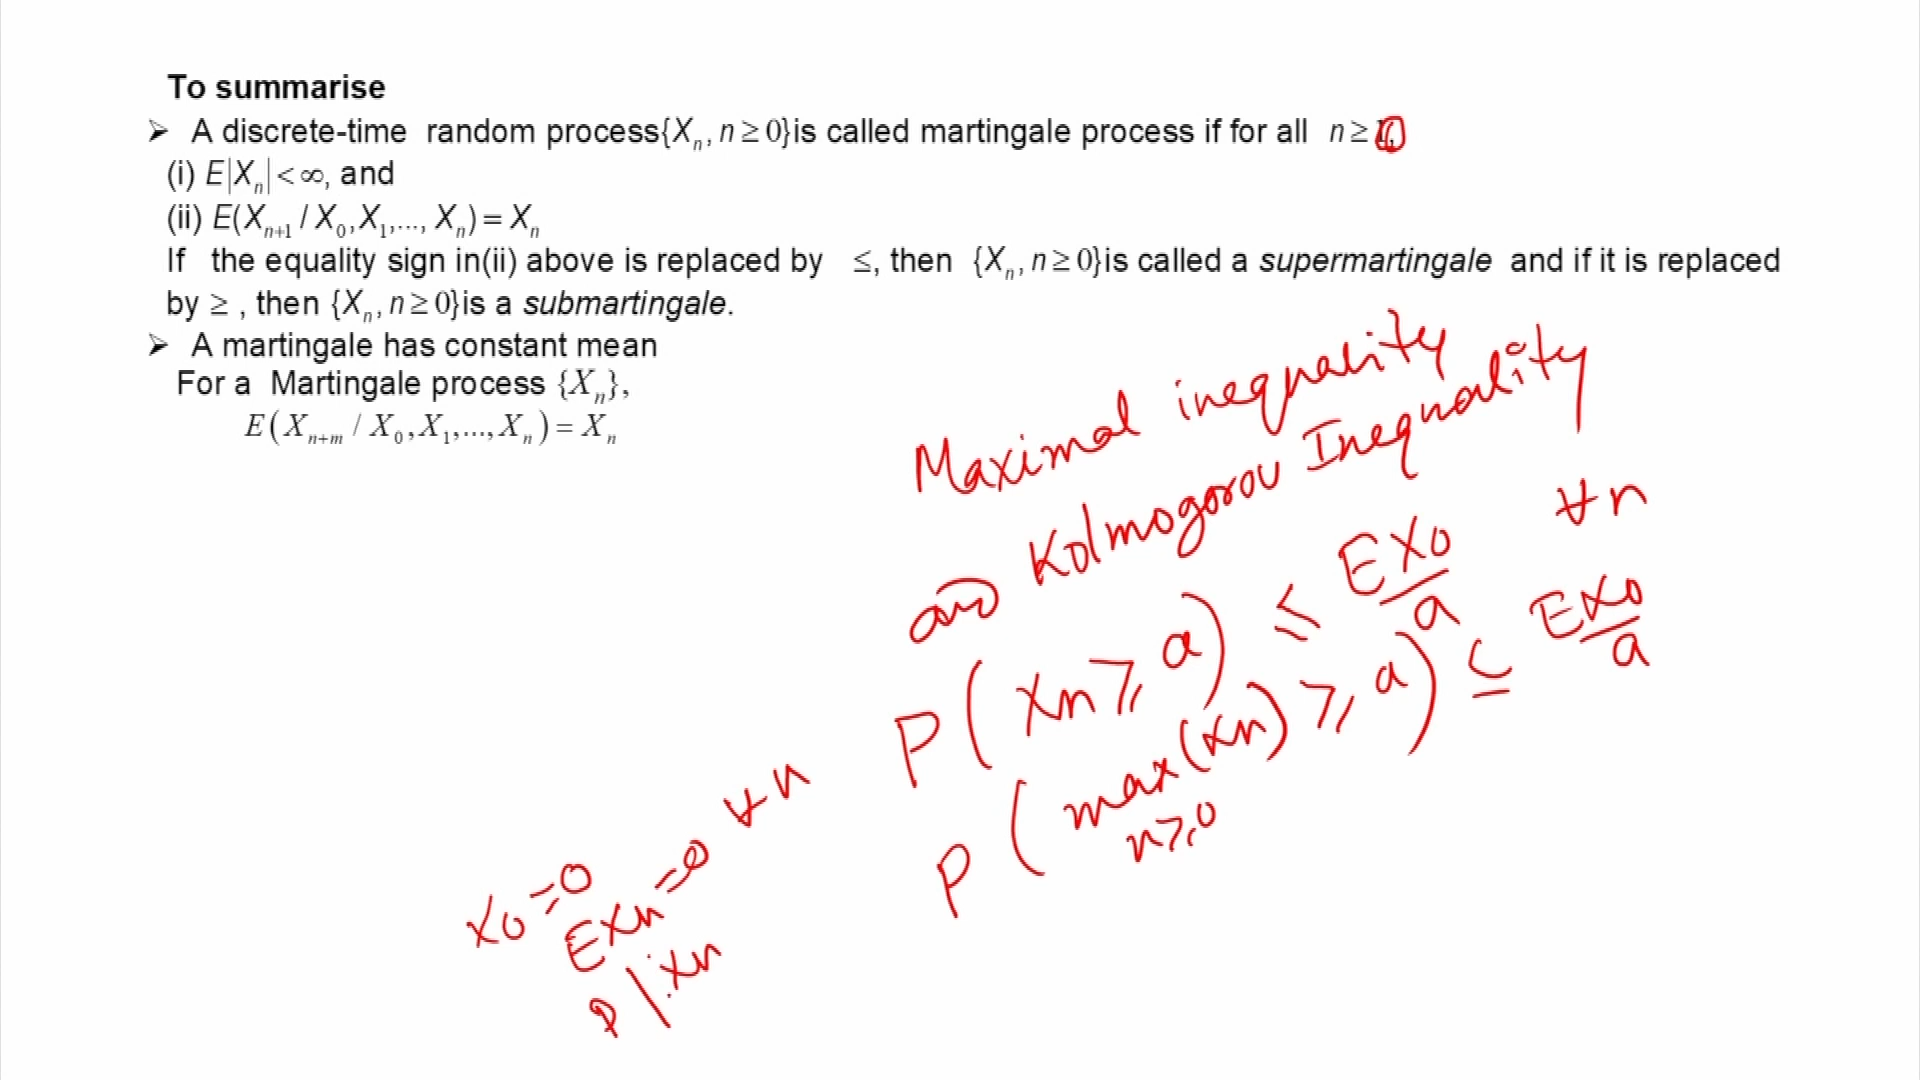 To summarise
➢ A discrete-time random process{Xₙ, n ≥ 0}is called martingale process if for all n ≥ 0
(i) E|Xₙ| < ∞, and
(ii) E(Xₙ₊₁ / X₀, X₁,..., Xₙ) = Xₙ
If the equality sign in(ii) above is replaced by ≤, then {Xₙ, n ≥ 0}is called a supermartingale and if it is replaced
by ≥ , then {Xₙ, n ≥ 0}is a submartingale.
➢ A martingale has constant mean
For a Martingale process {Xₙ},
E(Xₙ₊ₘ / X₀, X₁,..., Xₙ) = Xₙ
Maximal inequality
and Kolmogorov Inequality
P(Xn ≥ a) ≤ EX0/a ∀n
P(max(Xn) ≥ a) ≤ EX0/a
n≥0
X0 = 0
EXn = 0 ∀n
P|Xn